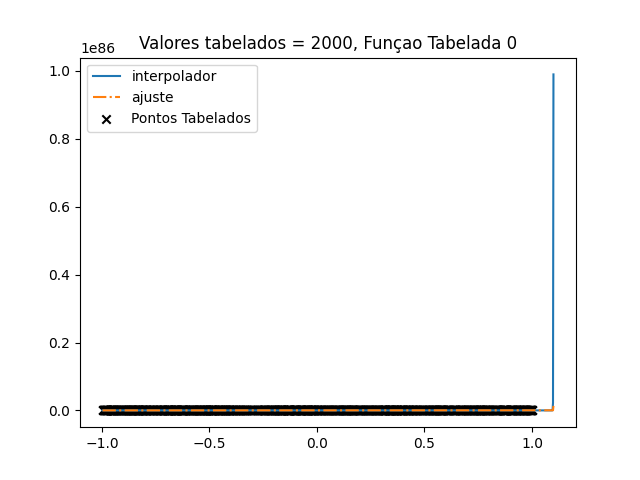 Valores tabelados = 2000, Funçao Tabelada 0
1e86
1.0
0.8
0.6
0.4
0.2
0.0
interpolador
ajuste
Pontos Tabelados
−1.0 −0.5 0.0 0.5 1.0